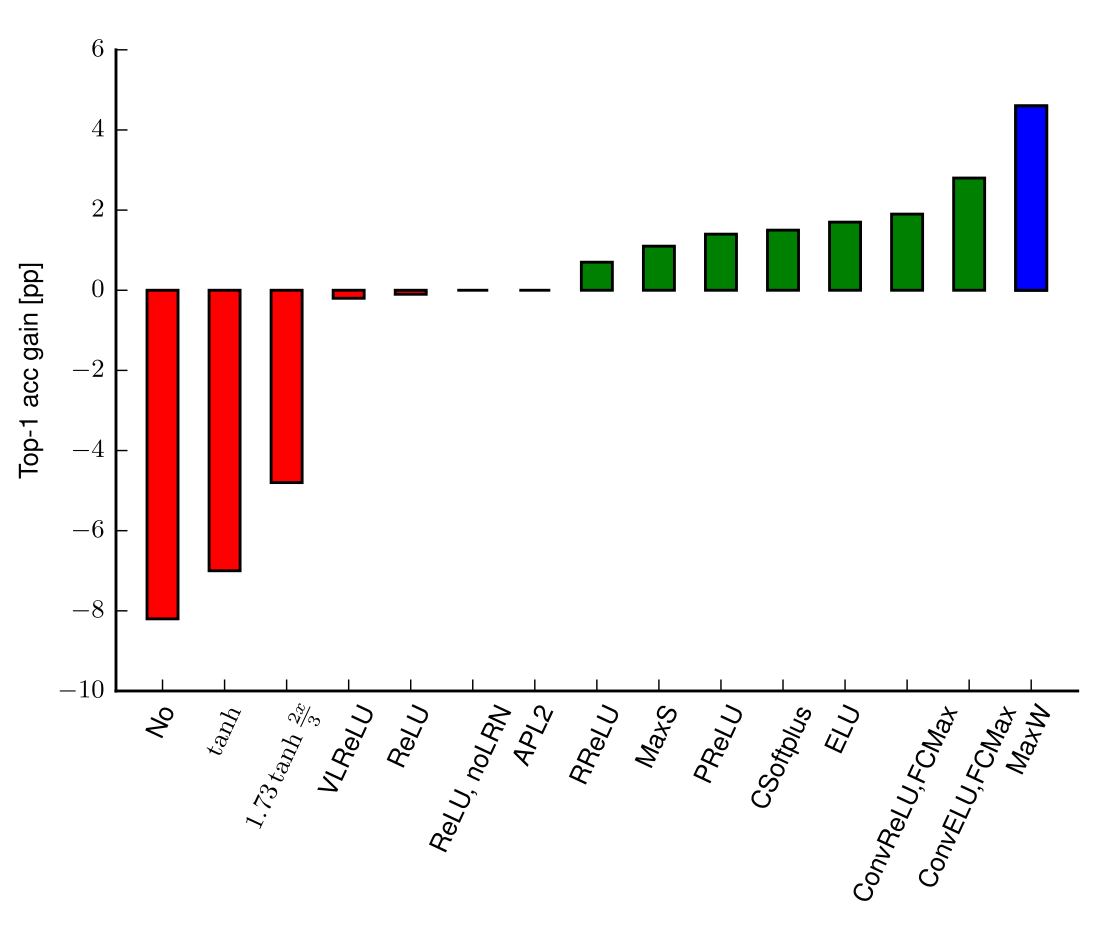 6
4
2
0
−2
−4
−6
−8
−10
Top-1 acc gain [pp]
No
tanh
1.73 tanh 2x/3
VLReLU
ReLU
ReLU, noLRN
APL2
RReLU
MaxS
PReLU
CSoftplus
ELU
ConvReLU,FCMax
ConvELU,FCMax
MaxW